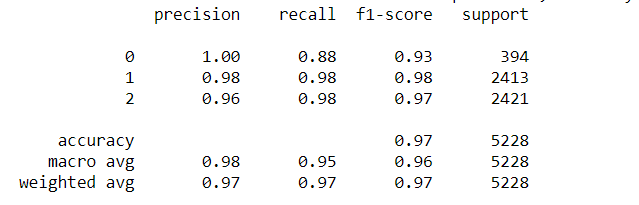 precision recall f1-score support
0 1.00 0.88 0.93 394
1 0.98 0.98 0.98 2413
2 0.96 0.98 0.97 2421
accuracy 0.97 5228
macro avg 0.98 0.95 0.96 5228
weighted avg 0.97 0.97 0.97 5228